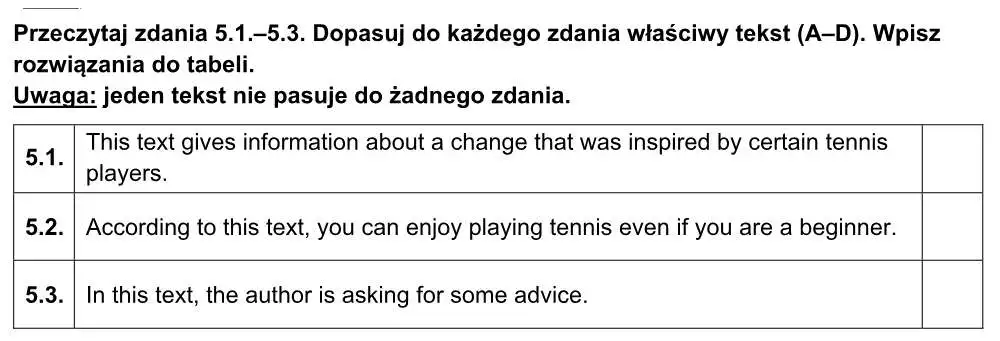 Przeczytaj zdania 5.1.–5.3. Dopasuj do każdego zdania właściwy tekst (A–D). Wpisz
rozwiązania do tabeli.
Uwaga: jeden tekst nie pasuje do żadnego zdania.
5.1. This text gives information about a change that was inspired by certain tennis
players.
5.2. According to this text, you can enjoy playing tennis even if you are a beginner.
5.3. In this text, the author is asking for some advice.